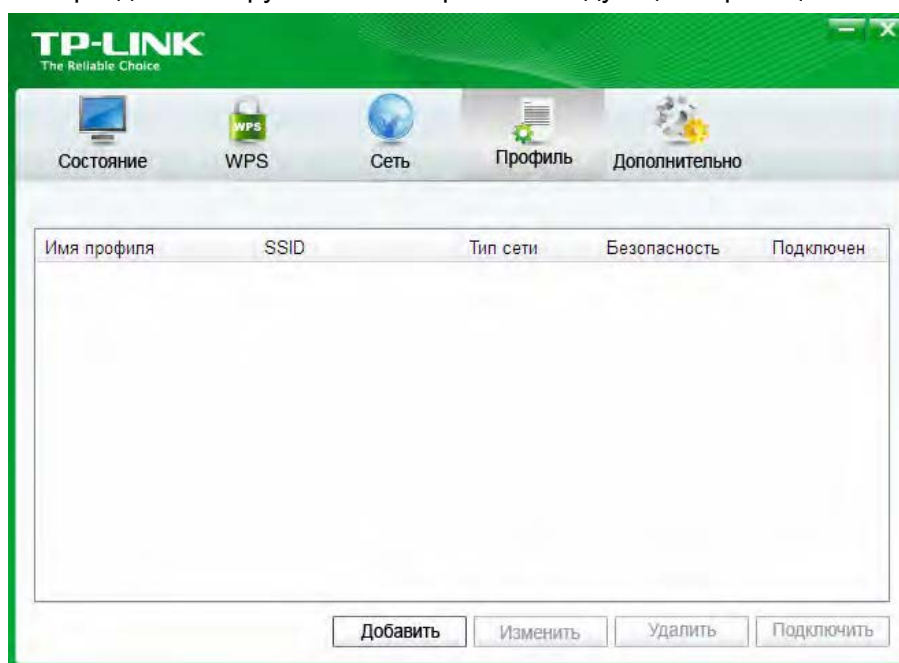 TP-LINK
The Reliable Choice
WPS
Состояние WPS Сеть Профиль Дополнительно
Имя профиля SSID Тип сети Безопасность Подключен
Добавить Изменить Удалить Подключить